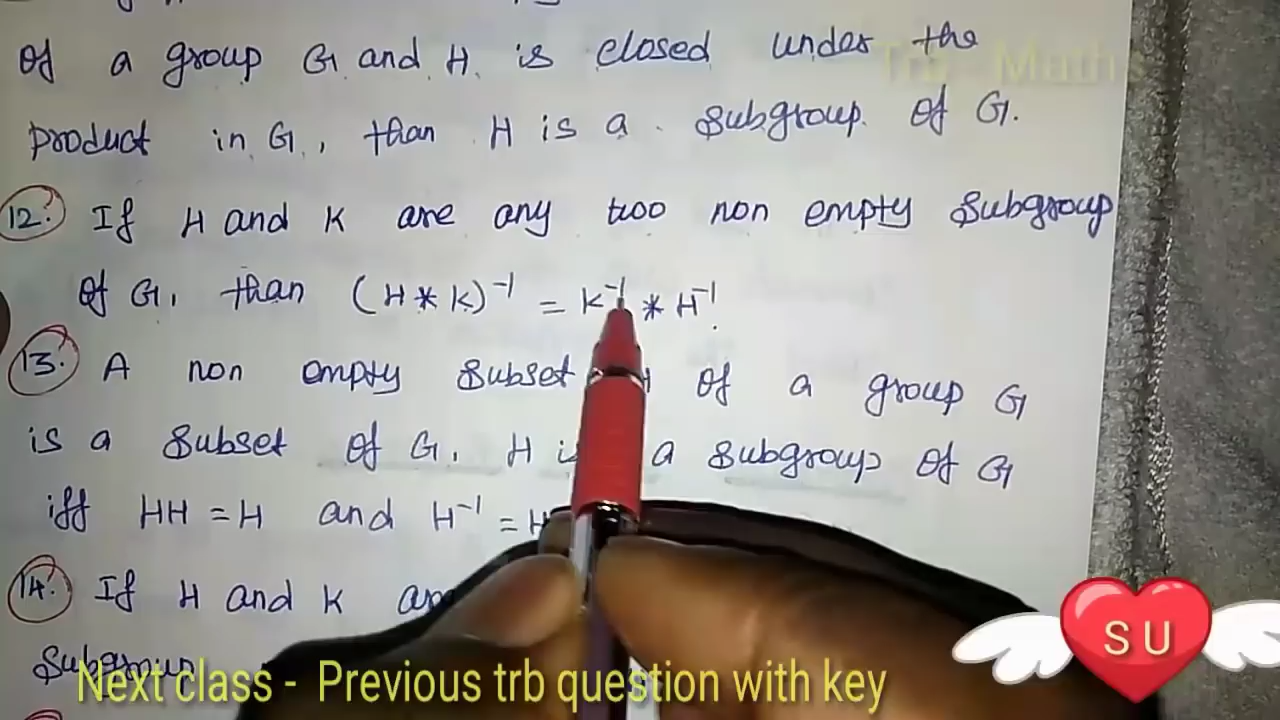 of a group G and H is closed under the
product in G, than H is a subgroup of G.
12. If H and K are any two non empty subgroup
of G, than (H * K)⁻¹ = K⁻¹ * H⁻¹.
13. A non empty subset of a group G
is a subset of G. H is a subgroup of G
iff HH = H and H⁻¹ = H
14. If H and K are
Subgroup
Next class - Previous trb question with key
S U